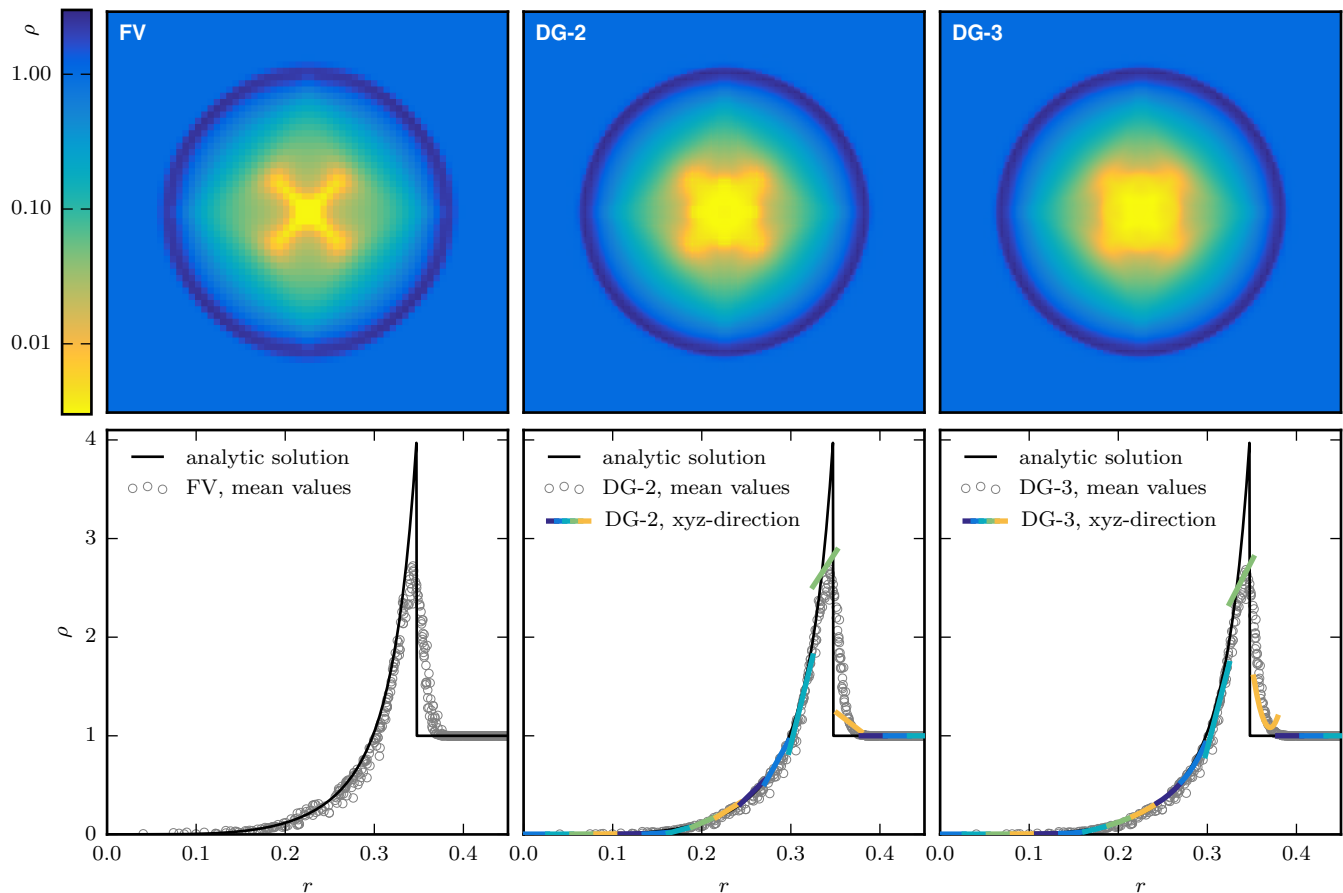 ρ
1.00
0.10
0.01
FV
DG-2
DG-3
ρ
4
3
2
1
0
analytic solution
FV, mean values
0.0 0.1 0.2 0.3 0.4
r
analytic solution
DG-2, mean values
DG-2, xyz-direction
0.1 0.2 0.3 0.4
0.0
r
analytic solution
DG-3, mean values
DG-3, xyz-direction
0.0 0.1 0.2 0.3 0.4
r